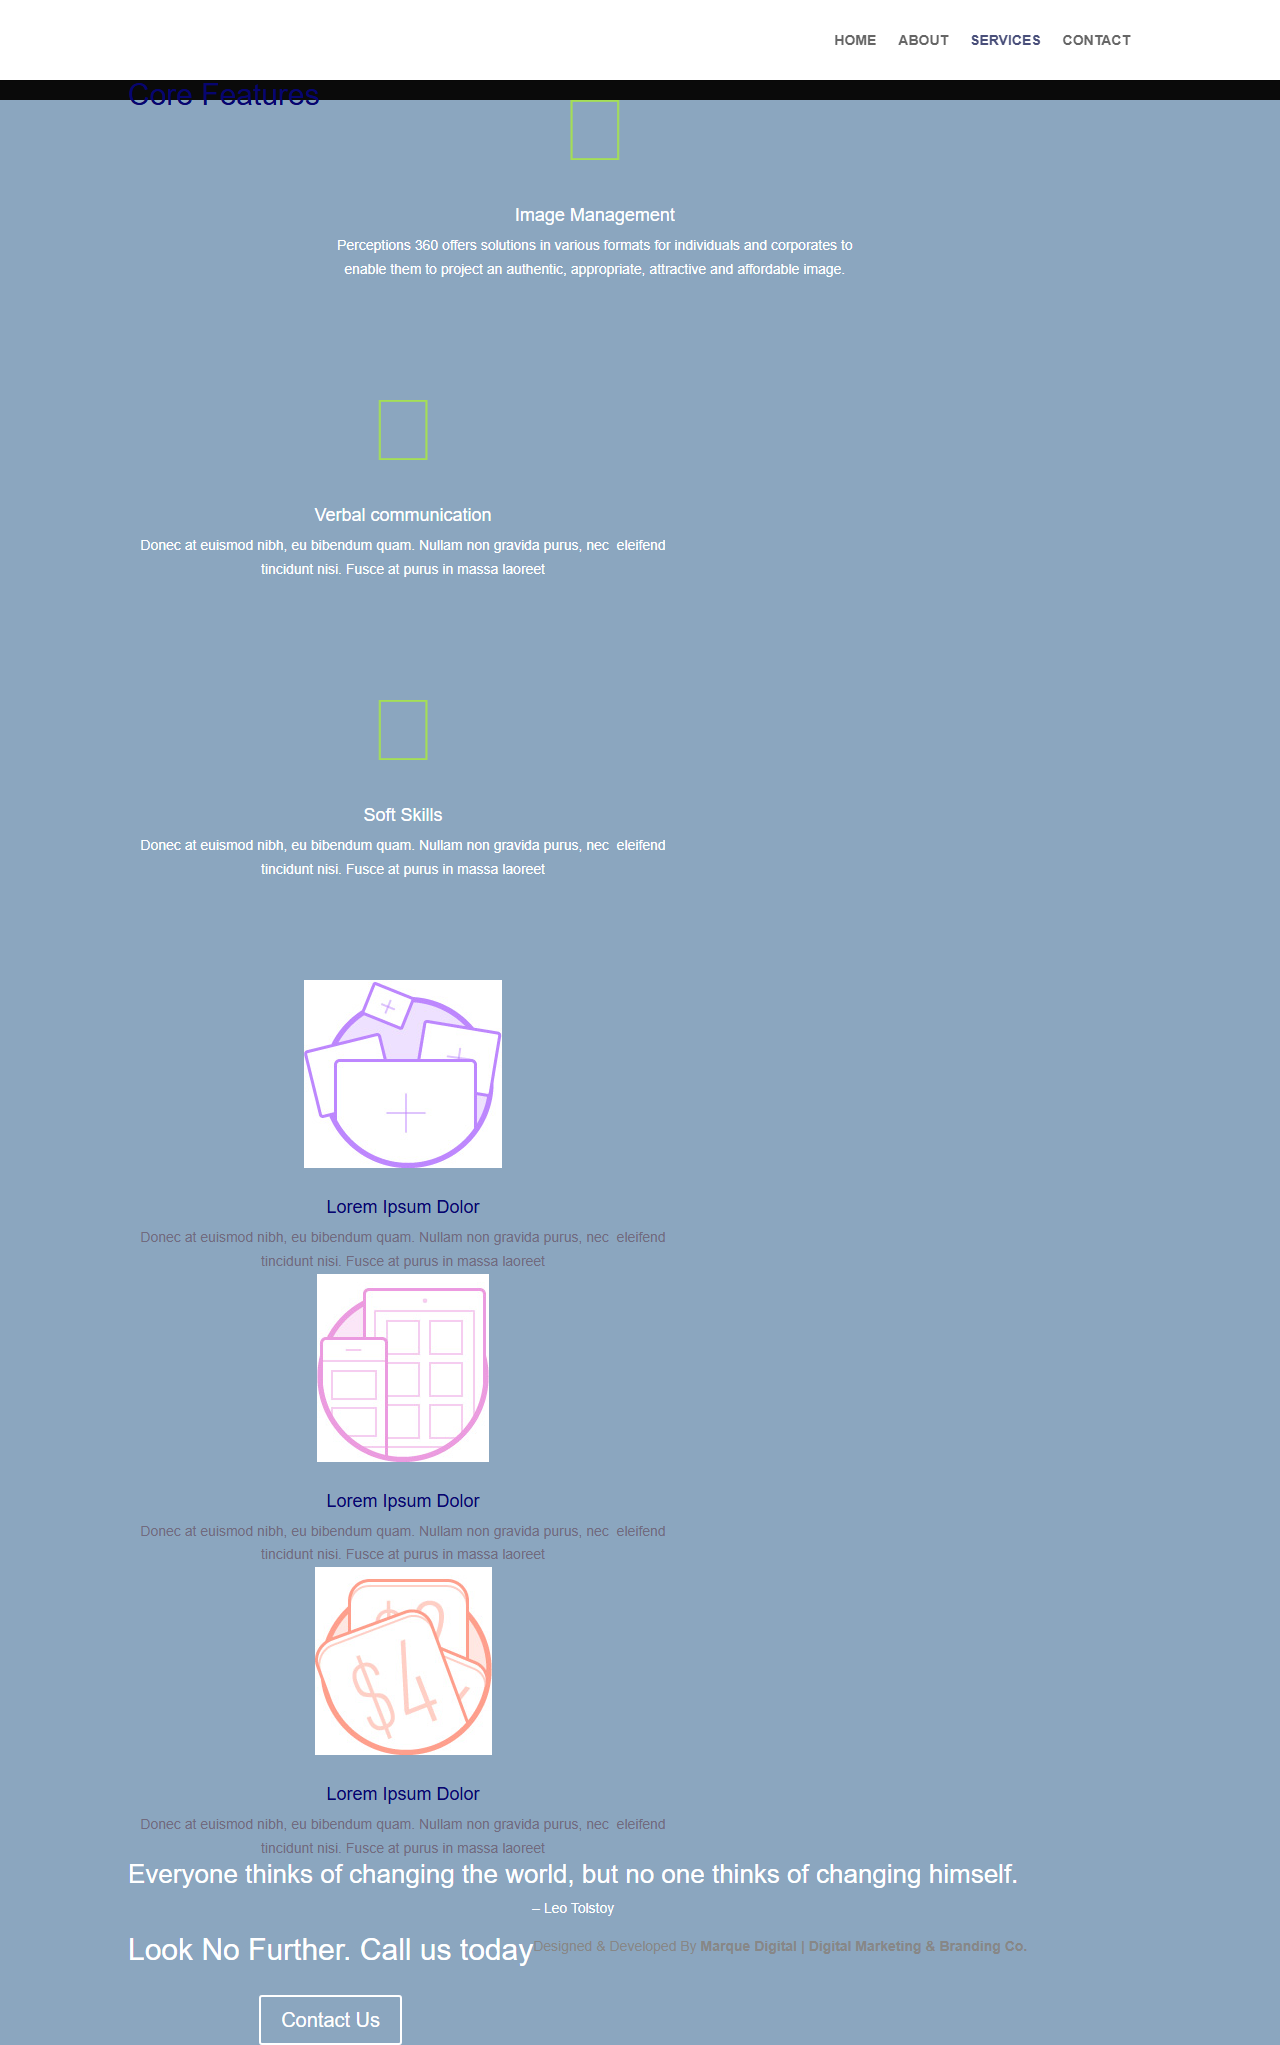 HOME ABOUT SERVICES CONTACT
Core Features
Image Management
Perceptions 360 offers solutions in various formats for individuals and corporates to
enable them to project an authentic, appropriate, attractive and affordable image.
Verbal communication
Donec at euismod nibh, eu bibendum quam. Nullam non gravida purus, nec eleifend
tincidunt nisi. Fusce at purus in massa laoreet
Soft Skills
Donec at euismod nibh, eu bibendum quam. Nullam non gravida purus, nec eleifend
tincidunt nisi. Fusce at purus in massa laoreet
Lorem Ipsum Dolor
Donec at euismod nibh, eu bibendum quam. Nullam non gravida purus, nec eleifend
tincidunt nisi. Fusce at purus in massa laoreet
Lorem Ipsum Dolor
Donec at euismod nibh, eu bibendum quam. Nullam non gravida purus, nec eleifend
tincidunt nisi. Fusce at purus in massa laoreet
$4
Lorem Ipsum Dolor
Donec at euismod nibh, eu bibendum quam. Nullam non gravida purus, nec eleifend
tincidunt nisi. Fusce at purus in massa laoreet
Everyone thinks of changing the world, but no one thinks of changing himself.
– Leo Tolstoy
Look No Further. Call us today
Designed & Developed By Marque Digital | Digital Marketing & Branding Co.
Contact Us